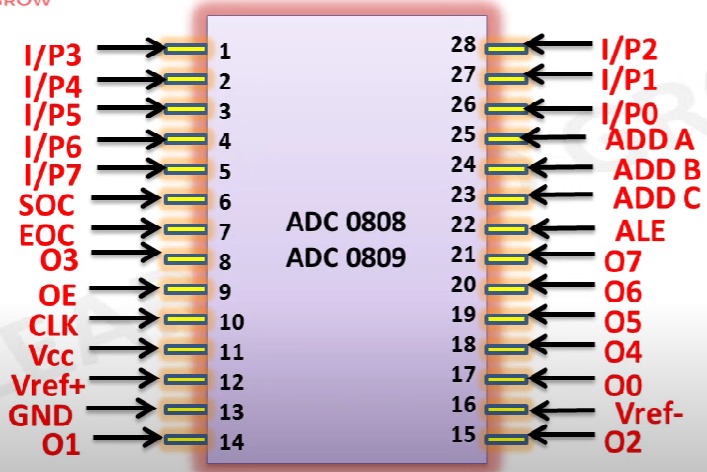 GROW
I/P3 1 28 I/P2
I/P4 2 27 I/P1
I/P5 3 26 I/P0
I/P6 4 25 ADD A
I/P7 5 24 ADD B
SOC 6 23 ADD C
EOC 7 22 ALE
ADC 0808
O3 8 21 O7
ADC 0809
OE 9 20 O6
CLK 10 19 O5
Vcc 11 18 O4
Vref+ 12 17 O0
GND 13 16 Vref-
O1 14 15 O2